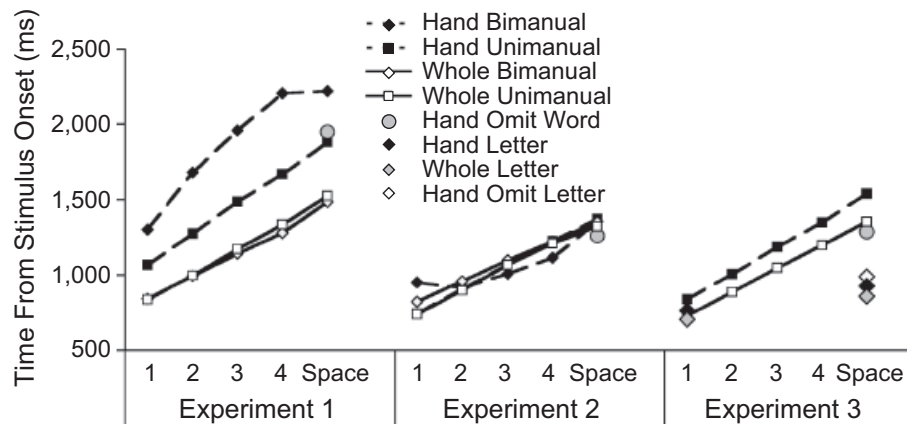 Time From Stimulus Onset (ms)
2,500
2,000
1,500
1,000
500
Hand Bimanual
Hand Unimanual
Whole Bimanual
Whole Unimanual
Hand Omit Word
Hand Letter
Whole Letter
Hand Omit Letter
1 2 3 4 Space 1 2 3 4 Space 1 2 3 4 Space
Experiment 1 Experiment 2 Experiment 3